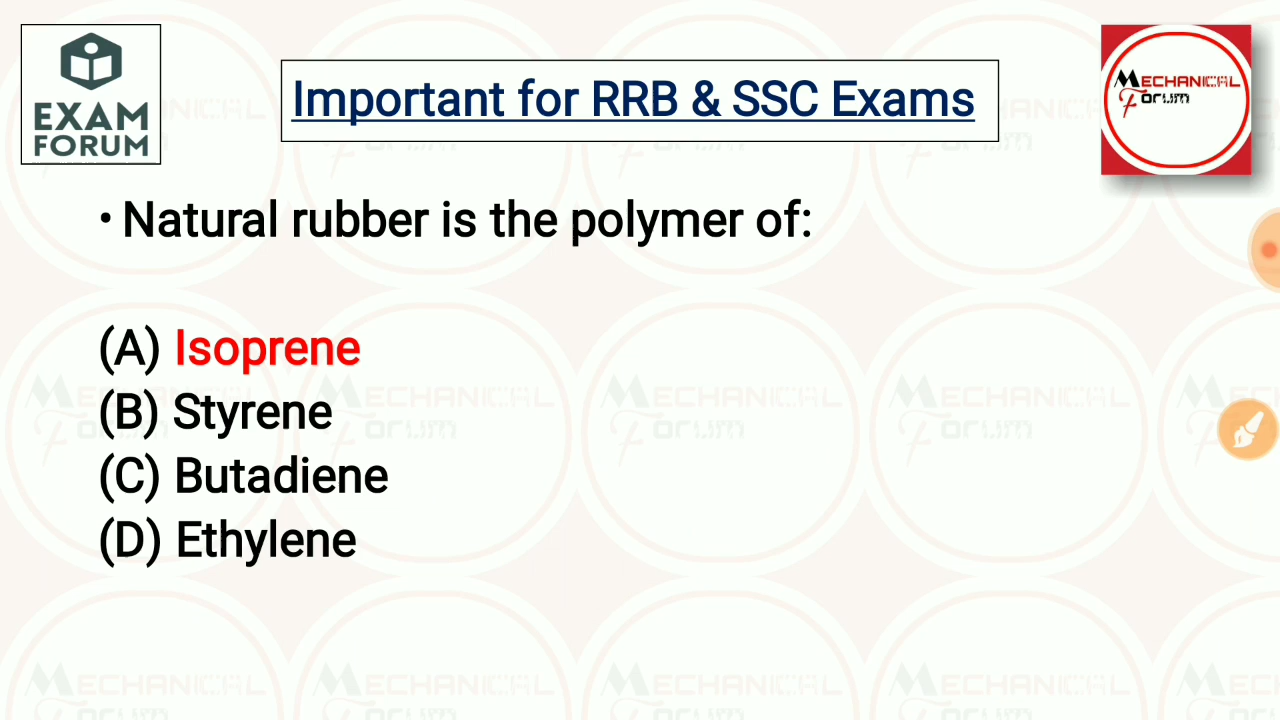 EXAM
FORUM
Important for RRB & SSC Exams
MECHANICAL
Forum
• Natural rubber is the polymer of:
(A) Isoprene
(B) Styrene
(C) Butadiene
(D) Ethylene